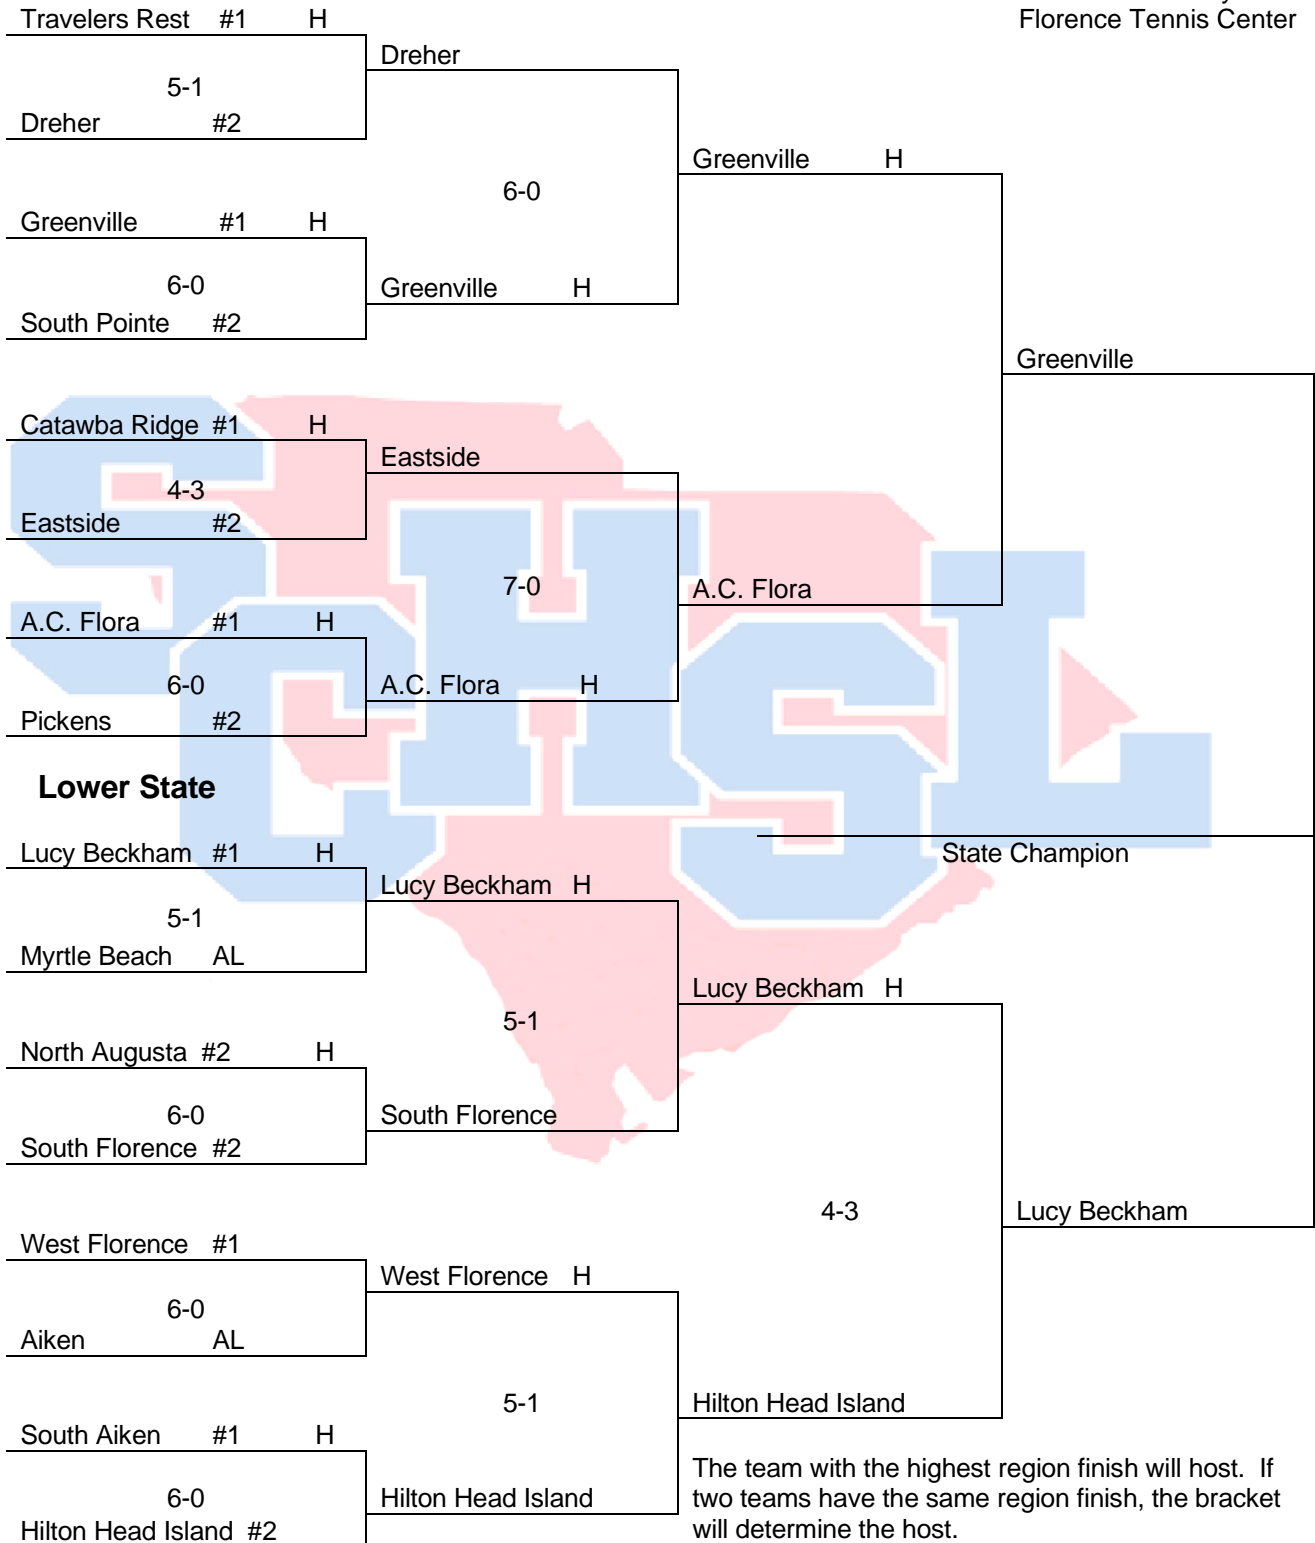 Travelers Rest #1 H
Florence Tennis Center
Dreher
5-1
Dreher #2
Greenville H
6-0
Greenville #1 H
6-0
Greenville H
South Pointe #2
Greenville
Catawba Ridge #1 H
Eastside
4-3
Eastside #2
7-0
A.C. Flora
A.C. Flora #1 H
6-0
A.C. Flora H
Pickens #2
Lower State
Lucy Beckham #1 H
State Champion
Lucy Beckham H
5-1
Myrtle Beach AL
Lucy Beckham H
5-1
North Augusta #2 H
6-0
South Florence
South Florence #2
4-3
Lucy Beckham
West Florence #1
West Florence H
6-0
Aiken AL
5-1
Hilton Head Island
South Aiken #1 H
6-0
Hilton Head Island
Hilton Head Island #2
The team with the highest region finish will host. If
two teams have the same region finish, the bracket
will determine the host.
SCHSL